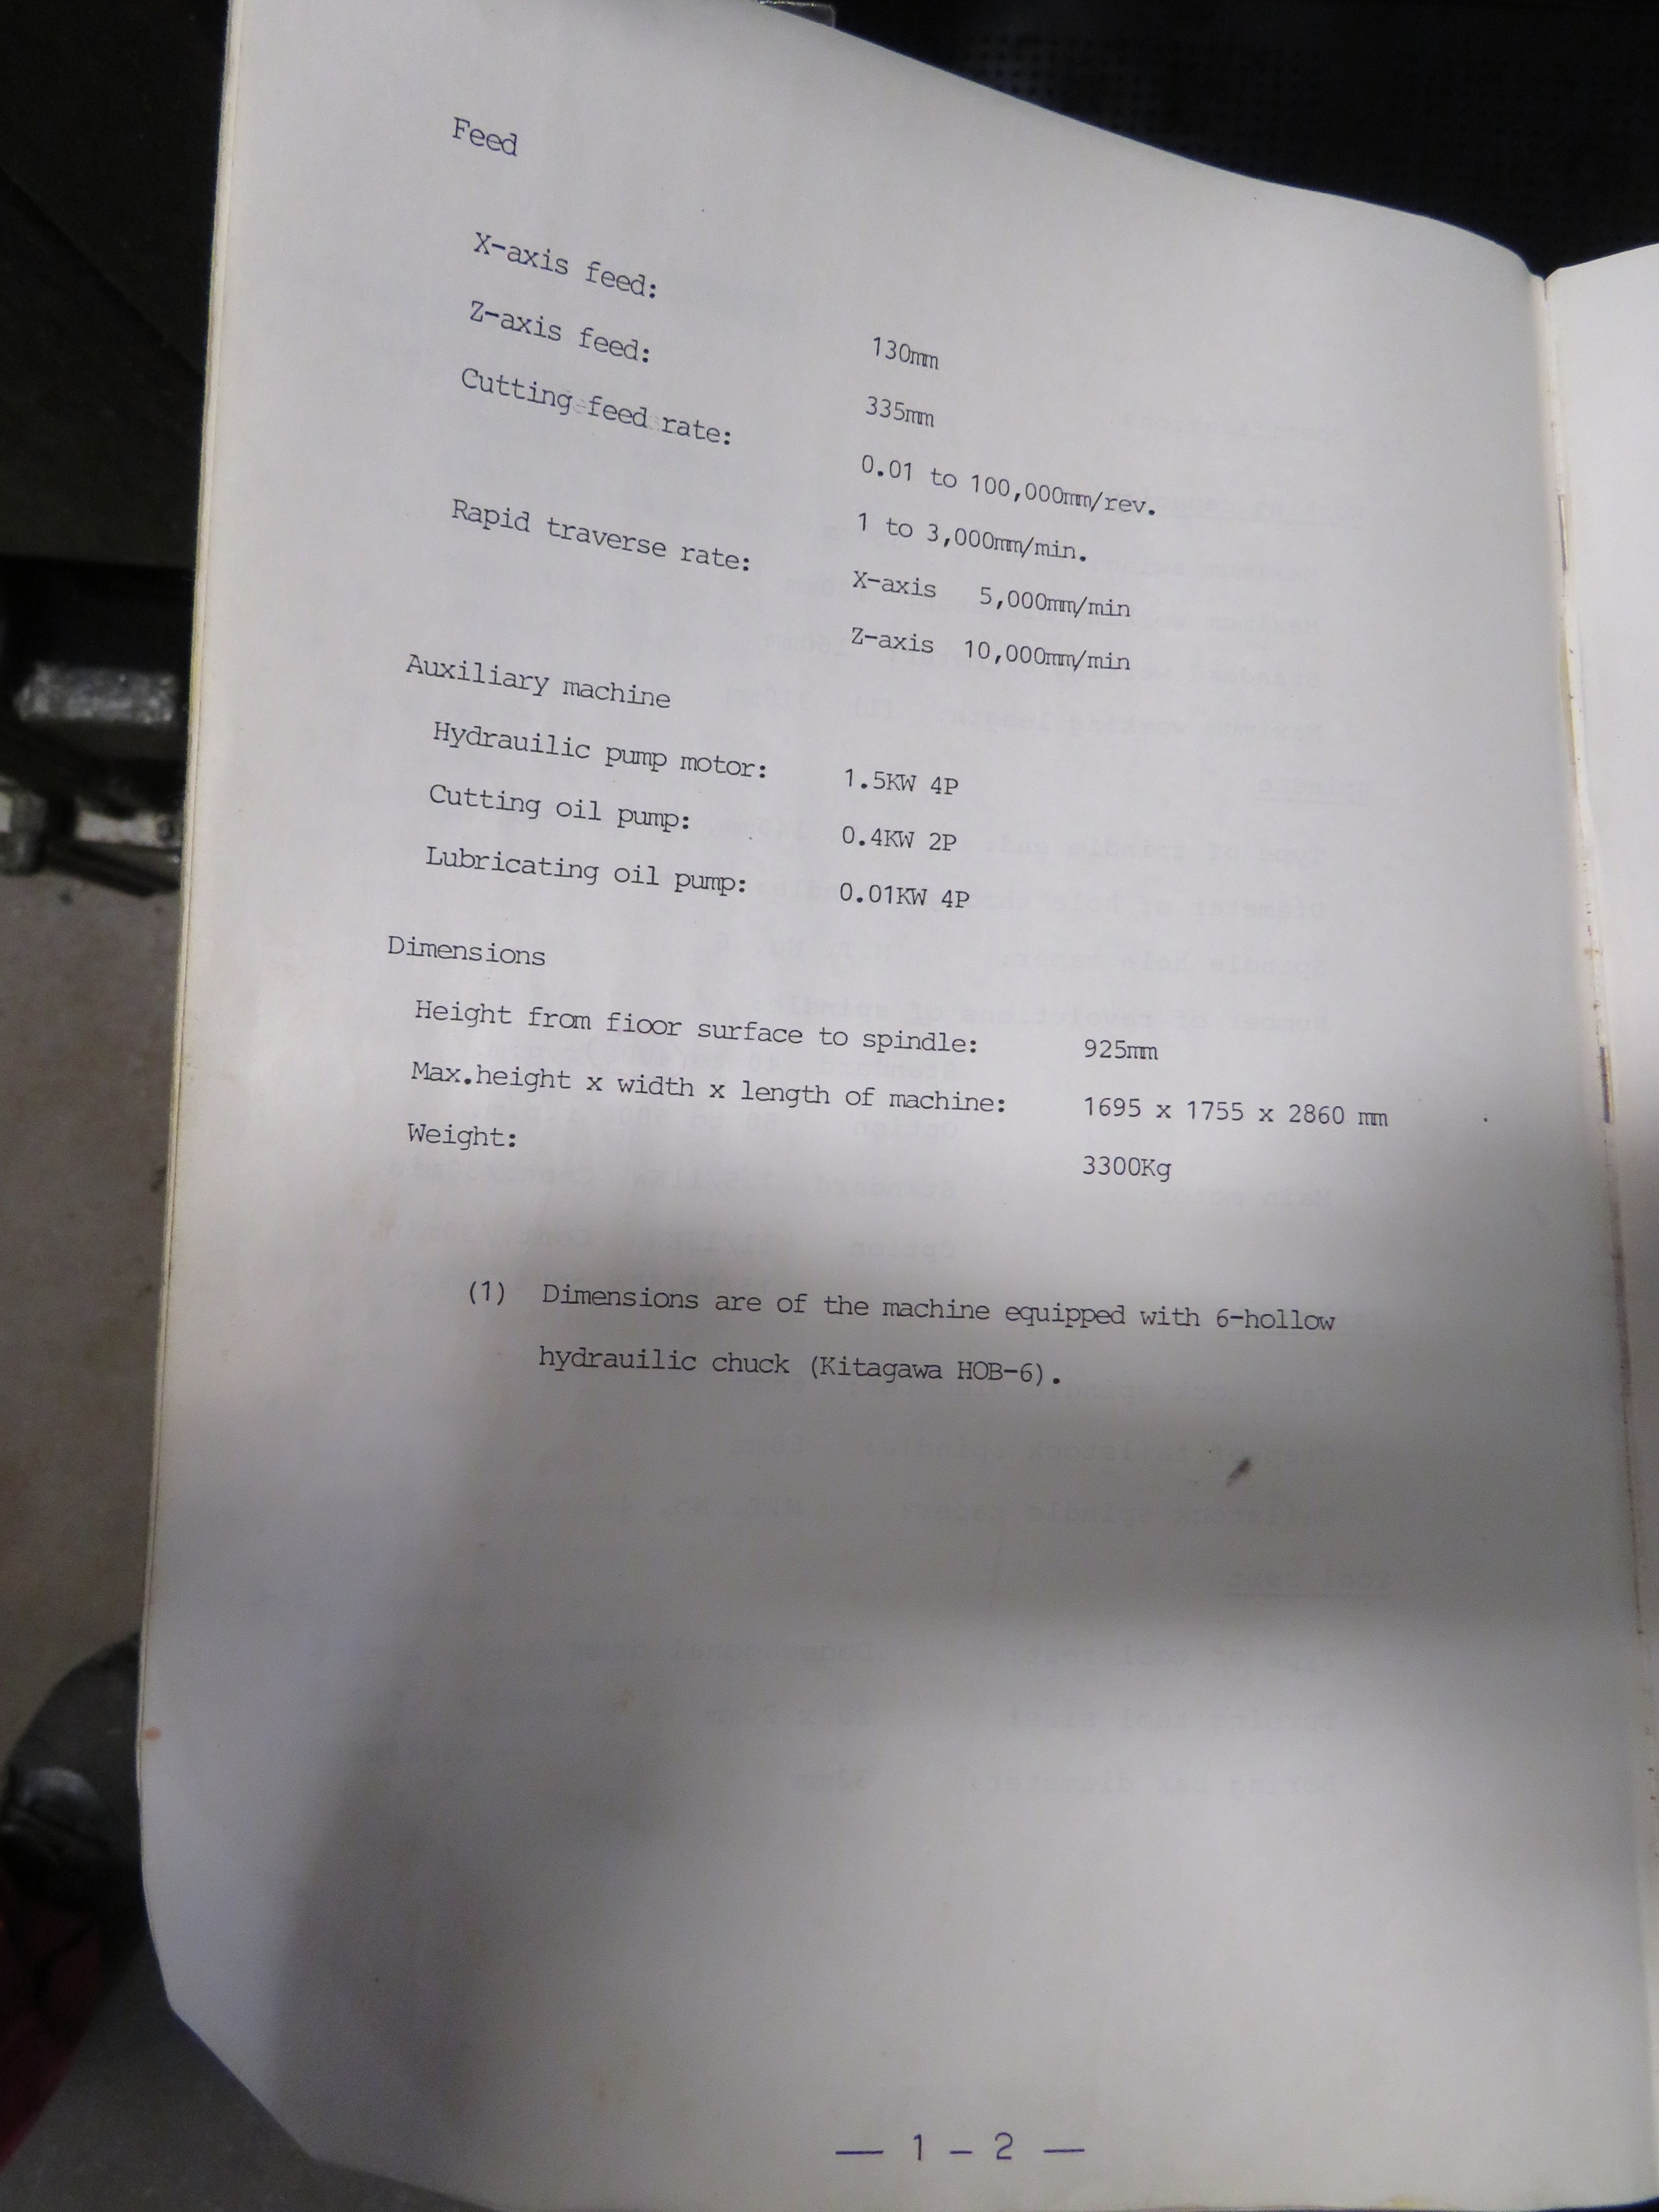 Feed
X-axis feed: 130mm
Z-axis feed: 335mm
Cutting feed rate: 0.01 to 100,000mm/rev.
1 to 3,000mm/min.
Rapid traverse rate: X-axis 5,000mm/min
Z-axis 10,000mm/min
Auxiliary machine
Hydrauilic pump motor: 1.5KW 4P
Cutting oil pump: 0.4KW 2P
Lubricating oil pump: 0.01KW 4P
Dimensions
Height from fioor surface to spindle: 925mm
Max.height x width x length of machine: 1695 x 1755 x 2860 mm
Weight: 3300Kg
(1) Dimensions are of the machine equipped with 6-hollow
hydrauilic chuck (Kitagawa HOB-6).
— 1 – 2 —